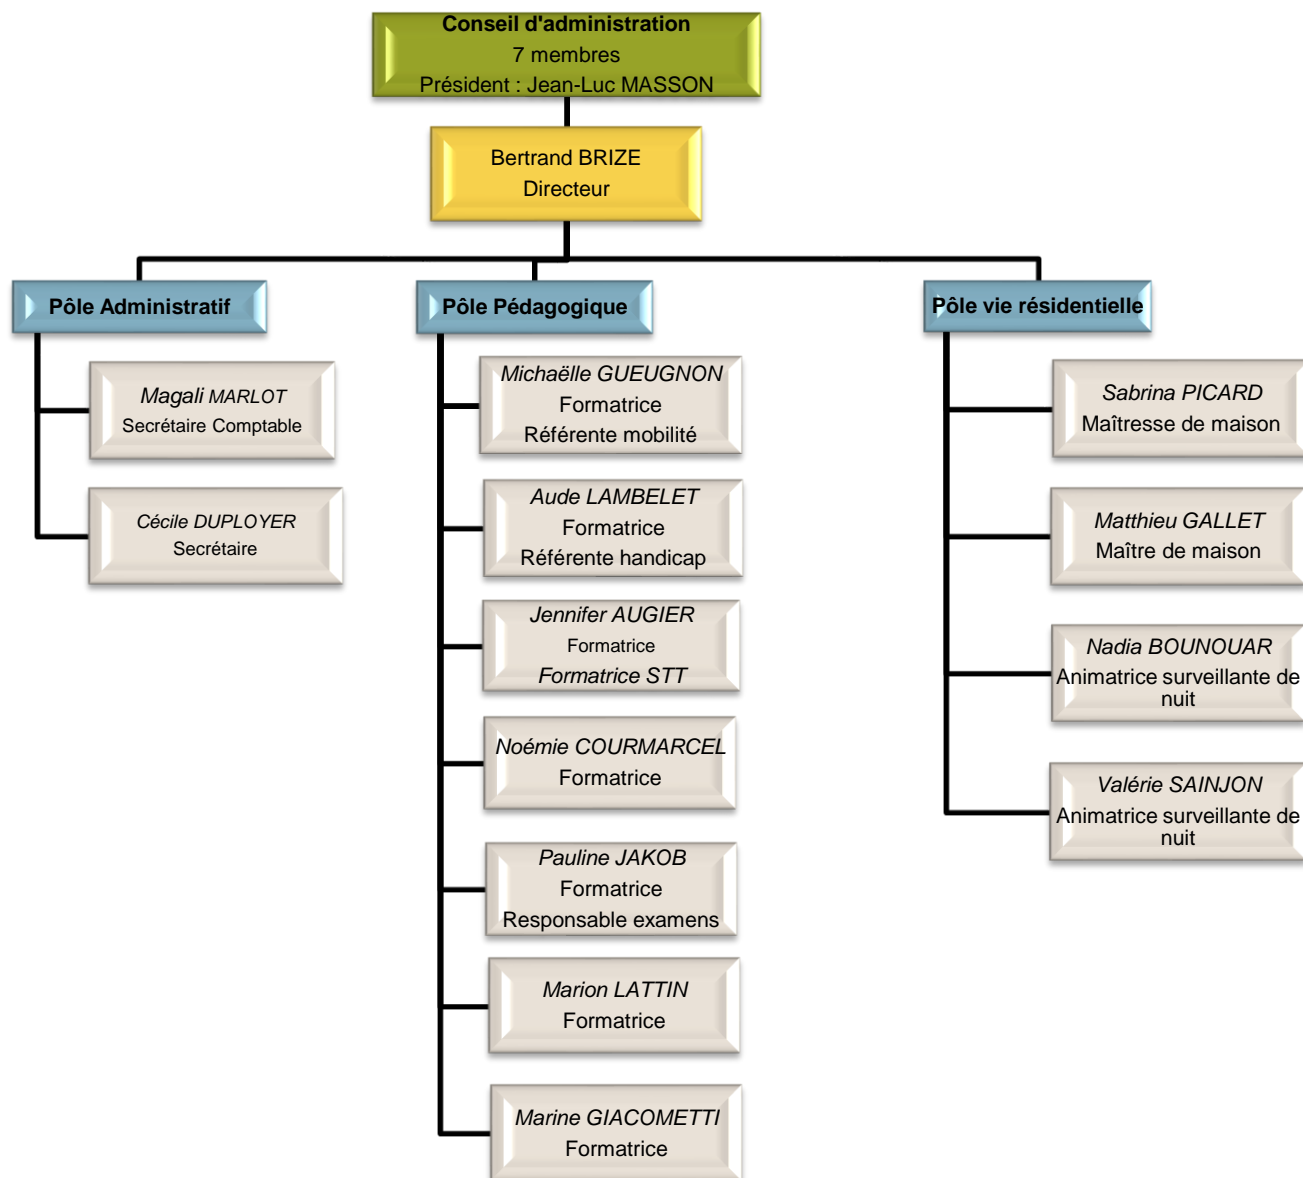 Conseil d'administration
7 membres
Président : Jean-Luc MASSON
Bertrand BRIZE
Directeur
Pôle Administratif
Magali MARLOT
Secrétaire Comptable
Cécile DUPLOYER
Secrétaire
Pôle Pédagogique
Michaëlle GUEUGNON
Formatrice
Référente mobilité
Aude LAMBELET
Formatrice
Référente handicap
Jennifer AUGIER
Formatrice
Formatrice STT
Noémie COURMARCEL
Formatrice
Pauline JAKOB
Formatrice
Responsable examens
Marion LATTIN
Formatrice
Marine GIACOMETTI
Formatrice
Pôle vie résidentielle
Sabrina PICARD
Maîtresse de maison
Matthieu GALLET
Maître de maison
Nadia BOUNOUAR
Animatrice surveillante de
nuit
Valérie SAINJON
Animatrice surveillante de
nuit